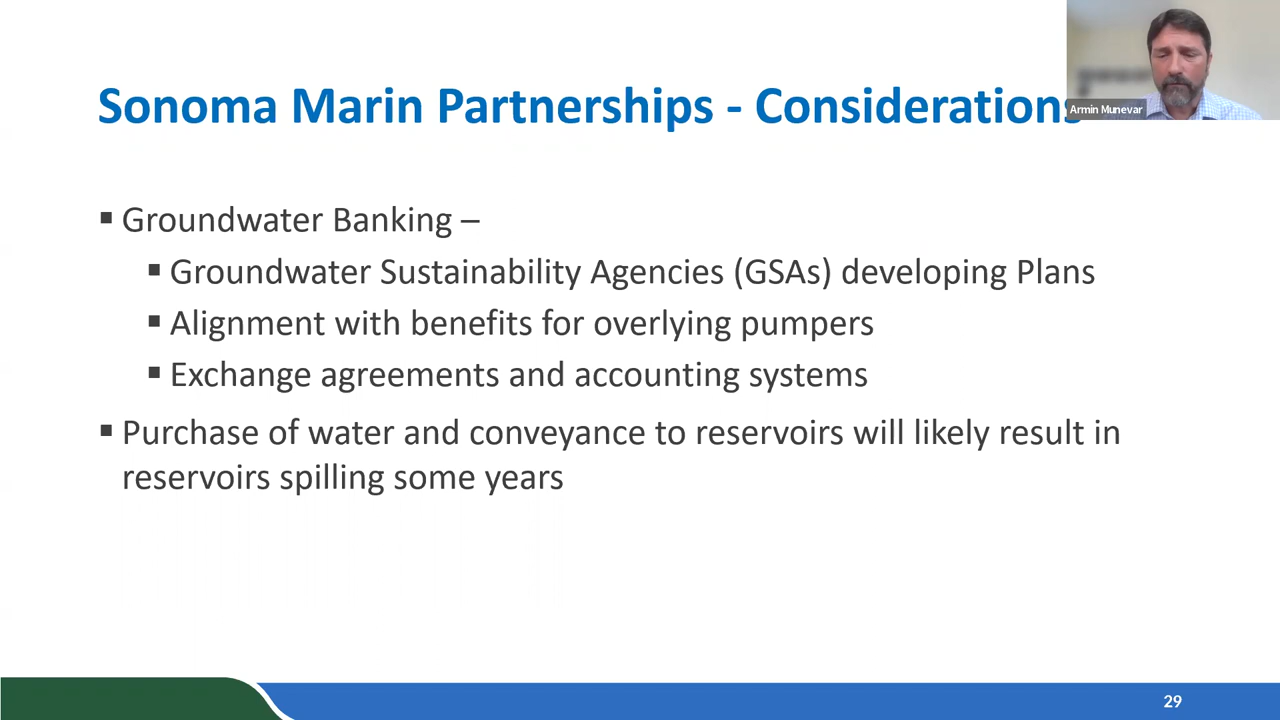 Sonoma Marin Partnerships - Considerations
Armin Munevar
▪ Groundwater Banking –
▪ Groundwater Sustainability Agencies (GSAs) developing Plans
▪ Alignment with benefits for overlying pumpers
▪ Exchange agreements and accounting systems
▪ Purchase of water and conveyance to reservoirs will likely result in
reservoirs spilling some years
29